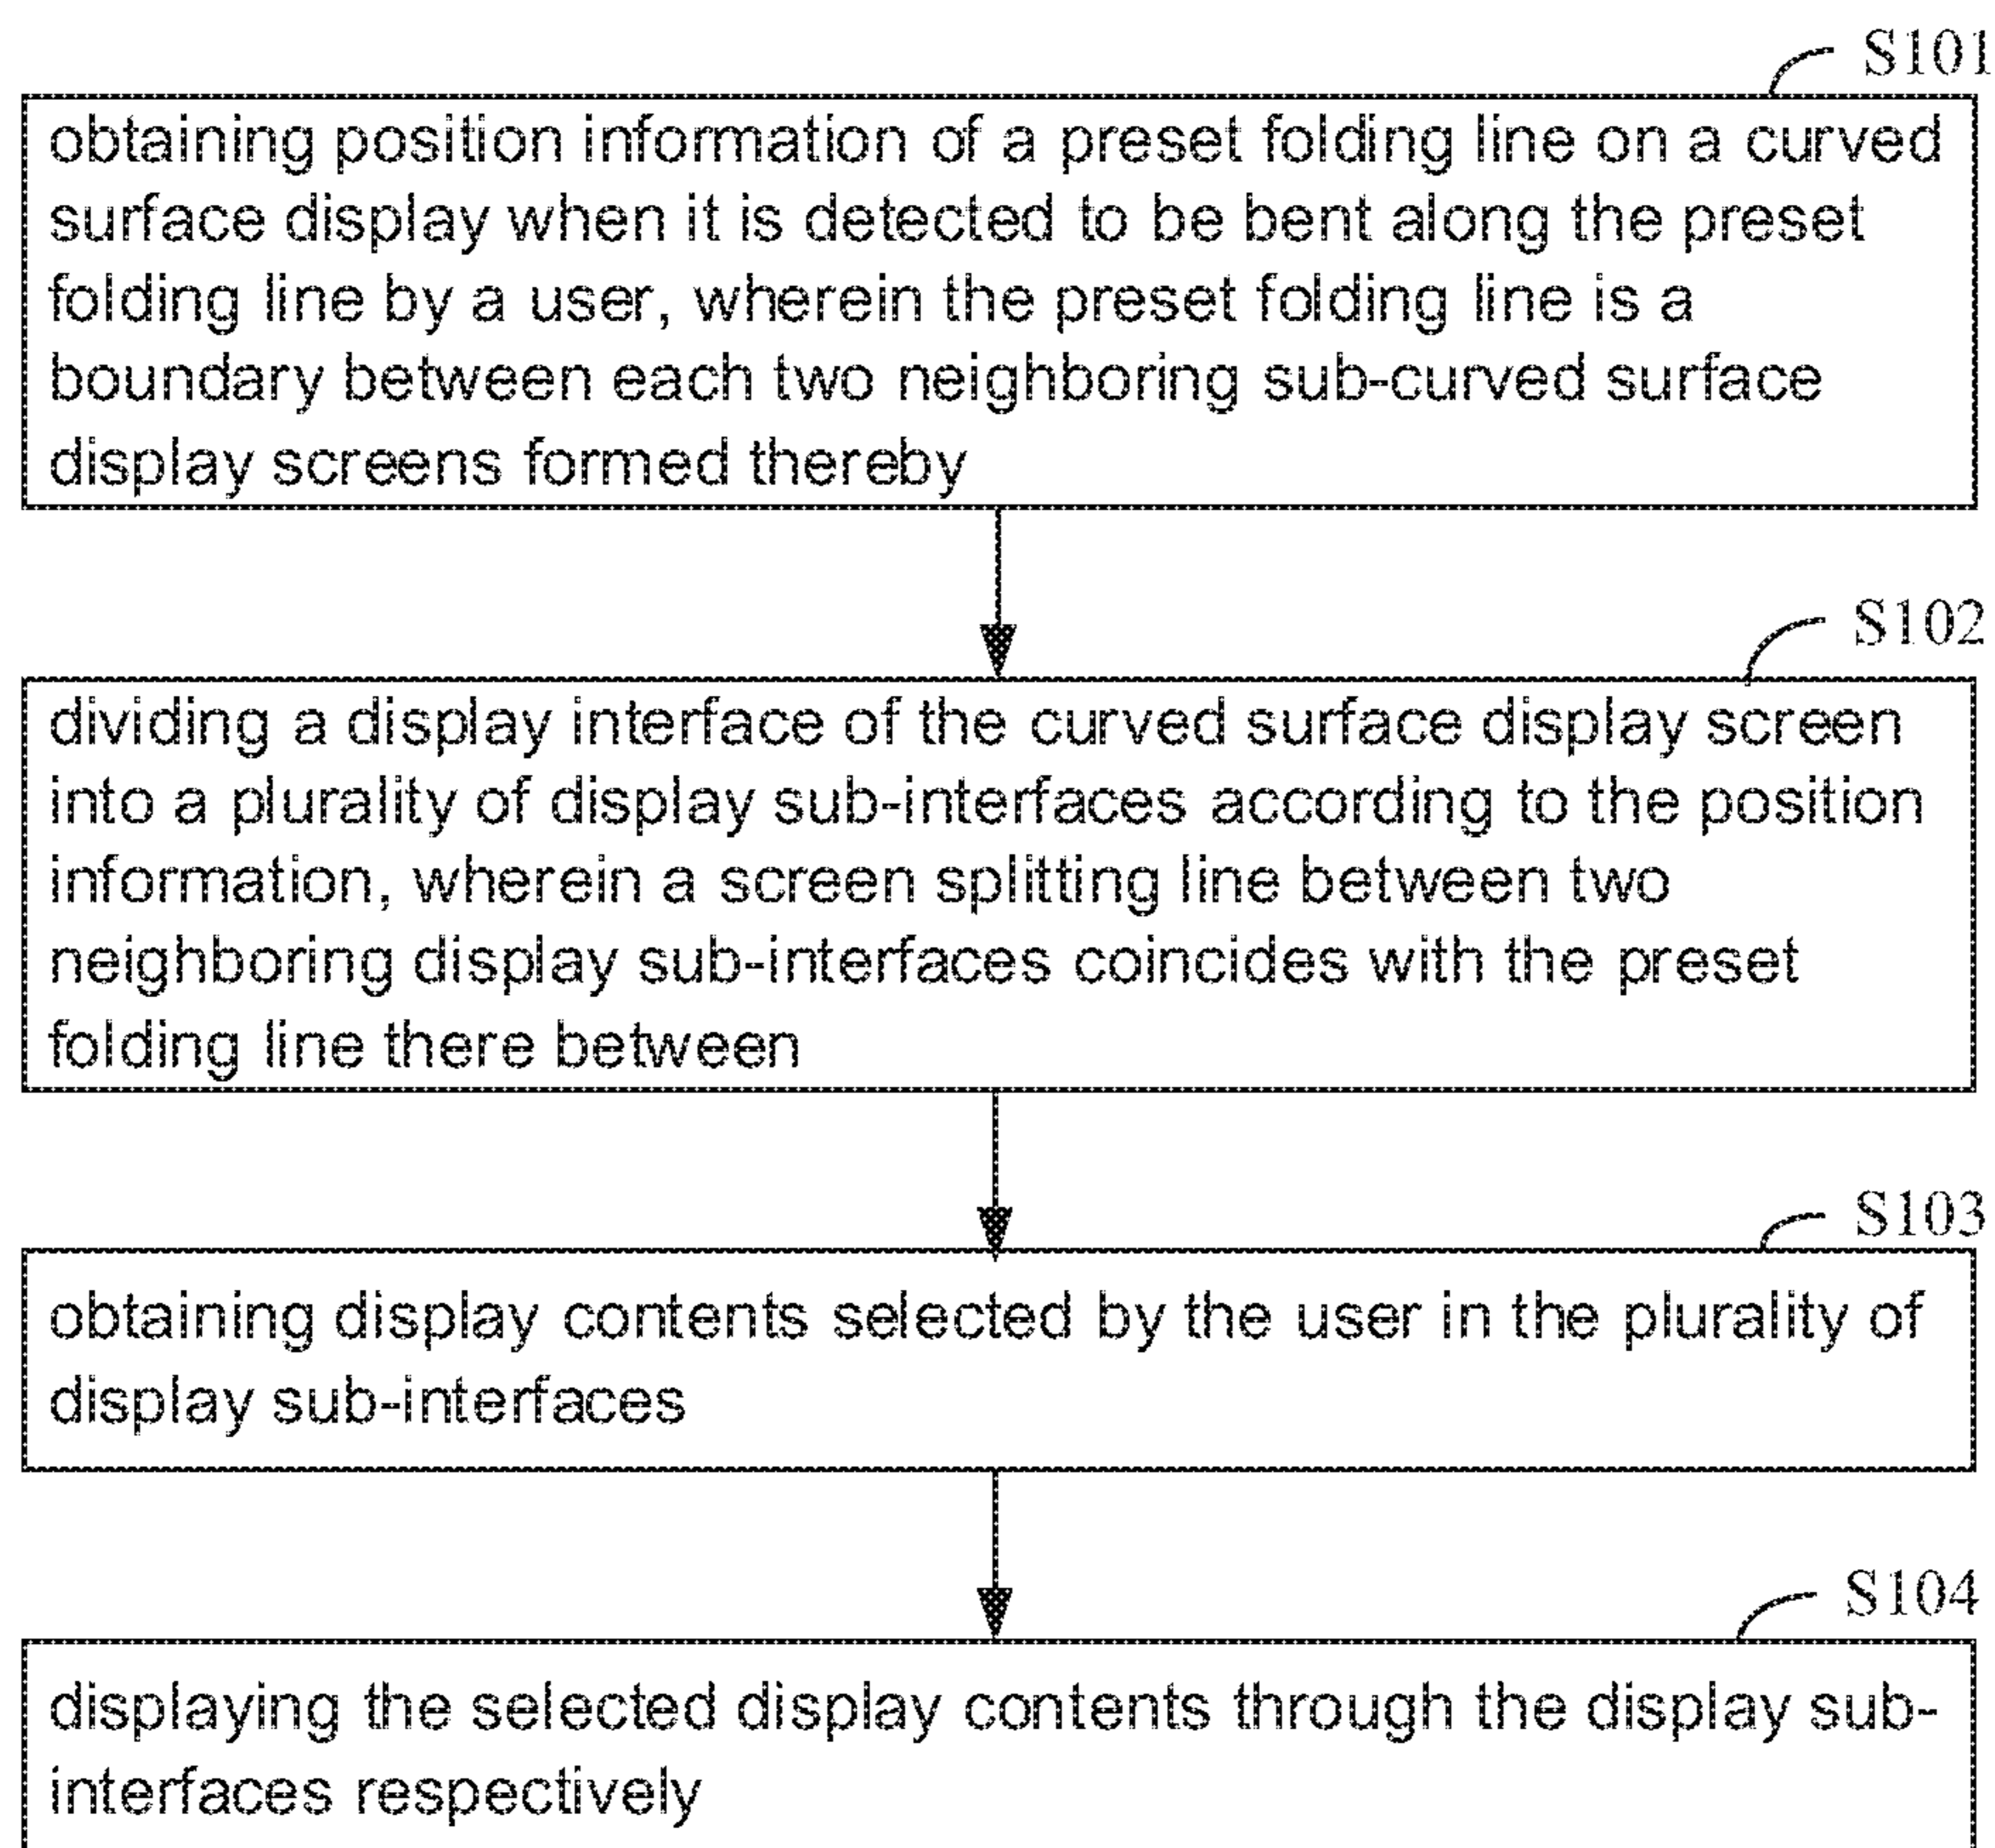 S101
obtaining position information of a preset folding line on a curved
surface display when it is detected to be bent along the preset
folding line by a user, wherein the preset folding line is a
boundary between each two neighboring sub-curved surface
display screens formed thereby
S102
dividing a display interface of the curved surface display screen
into a plurality of display sub-interfaces according to the position
information, wherein a screen splitting line between two
neighboring display sub-interfaces coincides with the preset
folding line there between
S103
obtaining display contents selected by the user in the plurality of
display sub-interfaces
S104
displaying the selected display contents through the display sub-
interfaces respectively